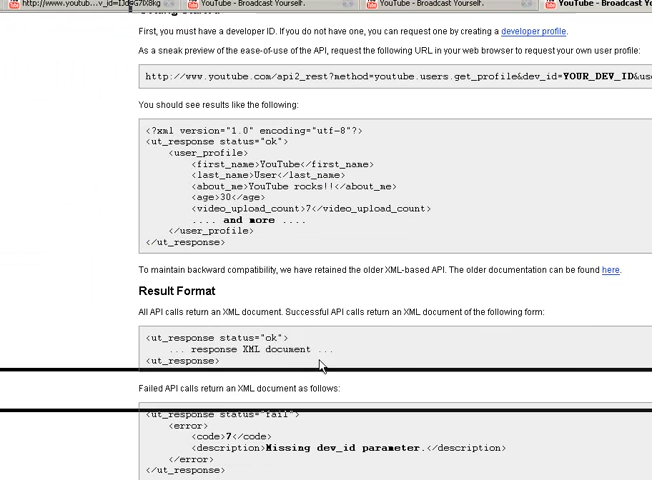 http://www.youtub...v_id=IJd
G7lX8kg
YouTube - Broadcast Yourself.
YouTube - Broadcast Yourself.
YouTube - Broadcast Yo
First, you must have a developer ID. If you do not have one, you can request one by creating a developer profile.
As a sneak preview of the ease-of-use of the API, request the following URL in your web browser to request your own user profile:
http://www.youtube.com/api2_rest?method=youtube.users.get_profile&dev_id=YOUR_DEV_ID&us
You should see results like the following:
<?xml version="1.0" encoding="utf-8"?>
<ut_response status="ok">
<user_profile>
<first_name>YouTube</first_name>
<last_name>User</last_name>
<about_me>YouTube rocks!!</about_me>
<age>30</age>
<video_upload_count>7</video_upload_count>
.... and more ....
</user_profile>
</ut_response>
To maintain backward compatibility, we have retained the older XML-based API. The older documentation can be found here.
Result Format
All API calls return an XML document. Successful API calls return an XML document of the following form:
<ut_response status="ok">
... response XML document ...
<ut_response>
Failed API calls return an XML document as follows:
<ut_response status="fail">
<error>
<code>7</code>
<description>Missing dev_id parameter.</description>
</error>
</ut_response>